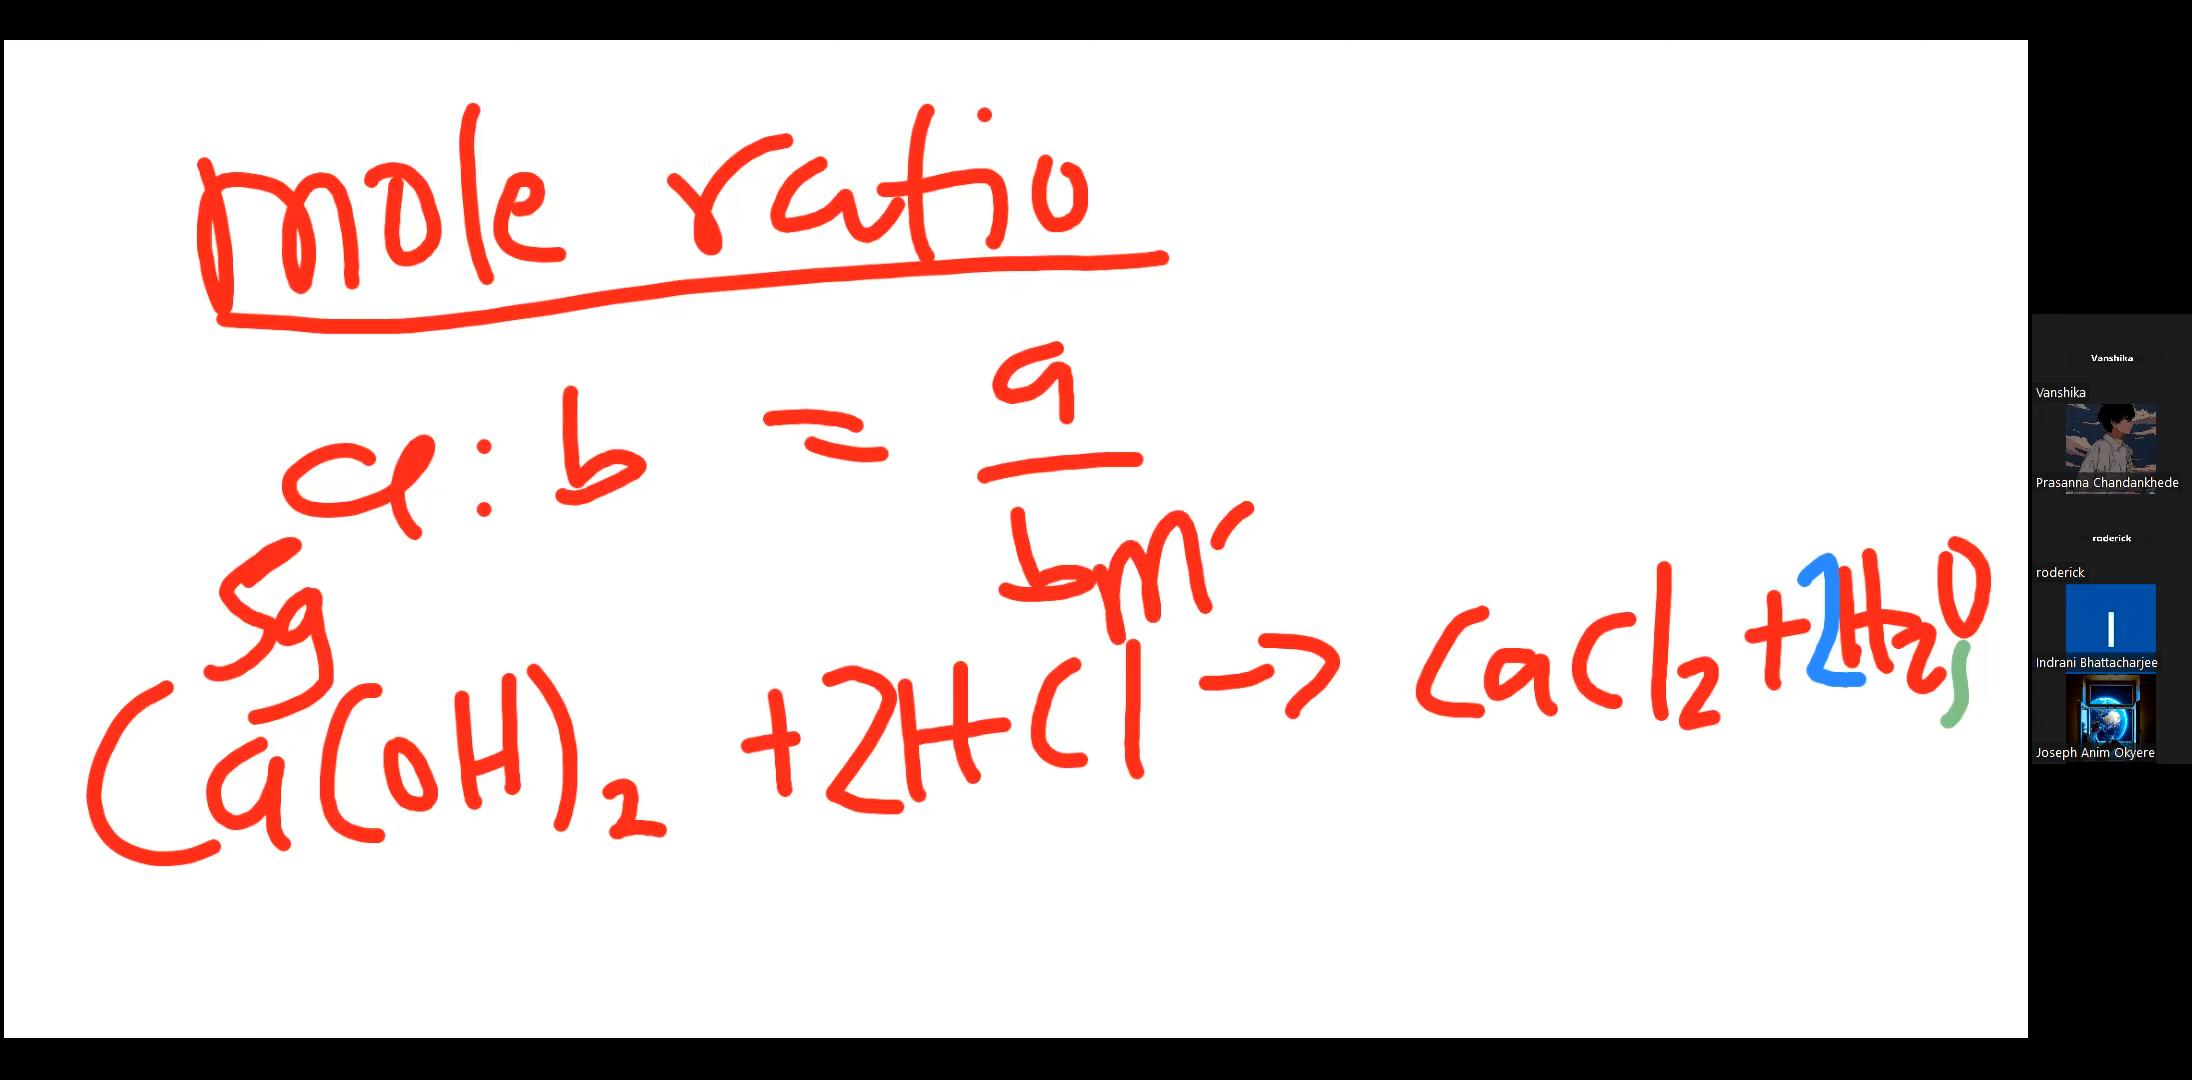 mole ratio
a : b = a
b
5g
m
Ca(OH)2 + 2HCl → CaCl2 + 2H2O
Vanshika
Vanshika
Prasanna Chandankhede
roderick
roderick
I
Indrani Bhattacharjee
Joseph Anim Okyere